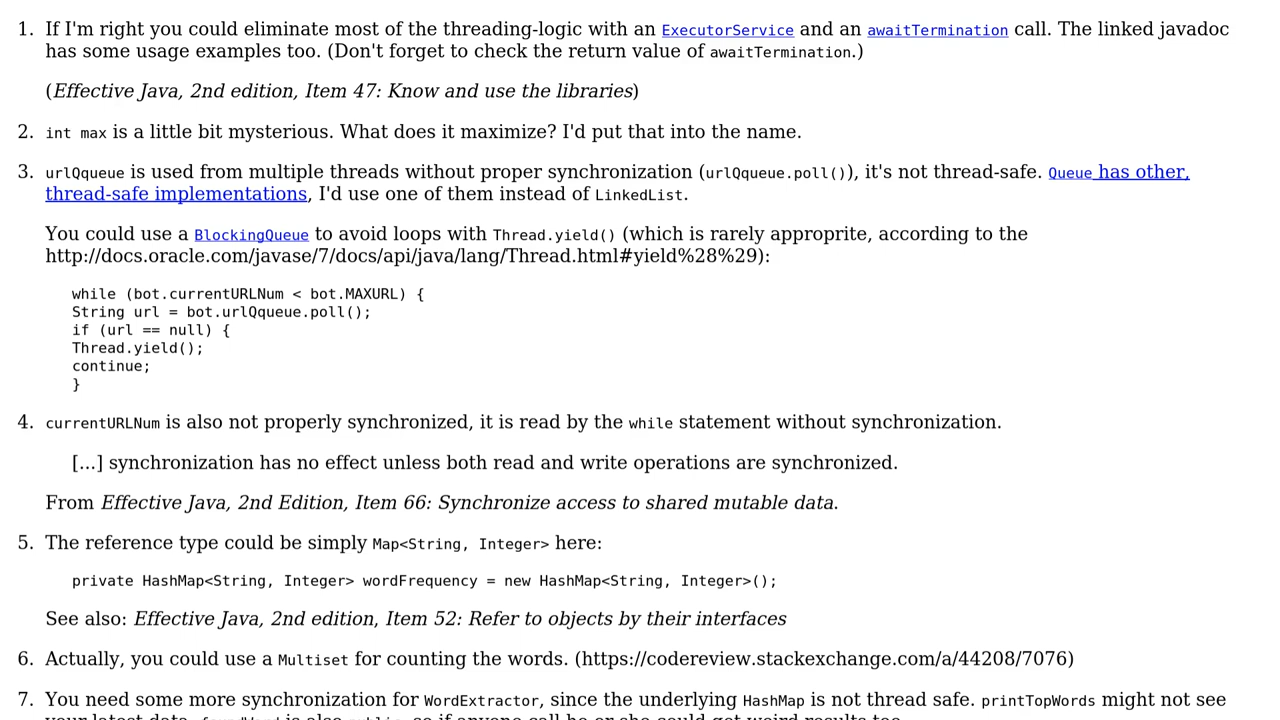 1. If I'm right you could eliminate most of the threading-logic with an ExecutorService and an awaitTermination call. The linked javadoc
has some usage examples too. (Don't forget to check the return value of awaitTermination.)
(Effective Java, 2nd edition, Item 47: Know and use the libraries)
2. int max is a little bit mysterious. What does it maximize? I'd put that into the name.
3. urlQqueue is used from multiple threads without proper synchronization (urlQqueue.poll()), it's not thread-safe. Queue has other,
thread-safe implementations, I'd use one of them instead of LinkedList.
You could use a BlockingQueue to avoid loops with Thread.yield() (which is rarely approprite, according to the
http://docs.oracle.com/javase/7/docs/api/java/lang/Thread.html#yield%28%29):
while (bot.currentURLNum < bot.MAXURL) {
String url = bot.urlQqueue.poll();
if (url == null) {
Thread.yield();
continue;
}
4. currentURLNum is also not properly synchronized, it is read by the while statement without synchronization.
[...] synchronization has no effect unless both read and write operations are synchronized.
From Effective Java, 2nd Edition, Item 66: Synchronize access to shared mutable data.
5. The reference type could be simply Map<String, Integer> here:
private HashMap<String, Integer> wordFrequency = new HashMap<String, Integer>();
See also: Effective Java, 2nd edition, Item 52: Refer to objects by their interfaces
6. Actually, you could use a Multiset for counting the words. (https://codereview.stackexchange.com/a/44208/7076)
7. You need some more synchronization for WordExtractor, since the underlying HashMap is not thread safe. printTopWords might not see